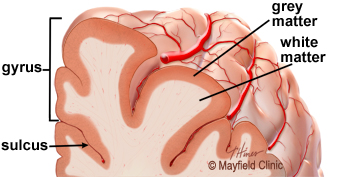 grey
matter
white
matter
gyrus
sulcus
© Mayfield Clinic